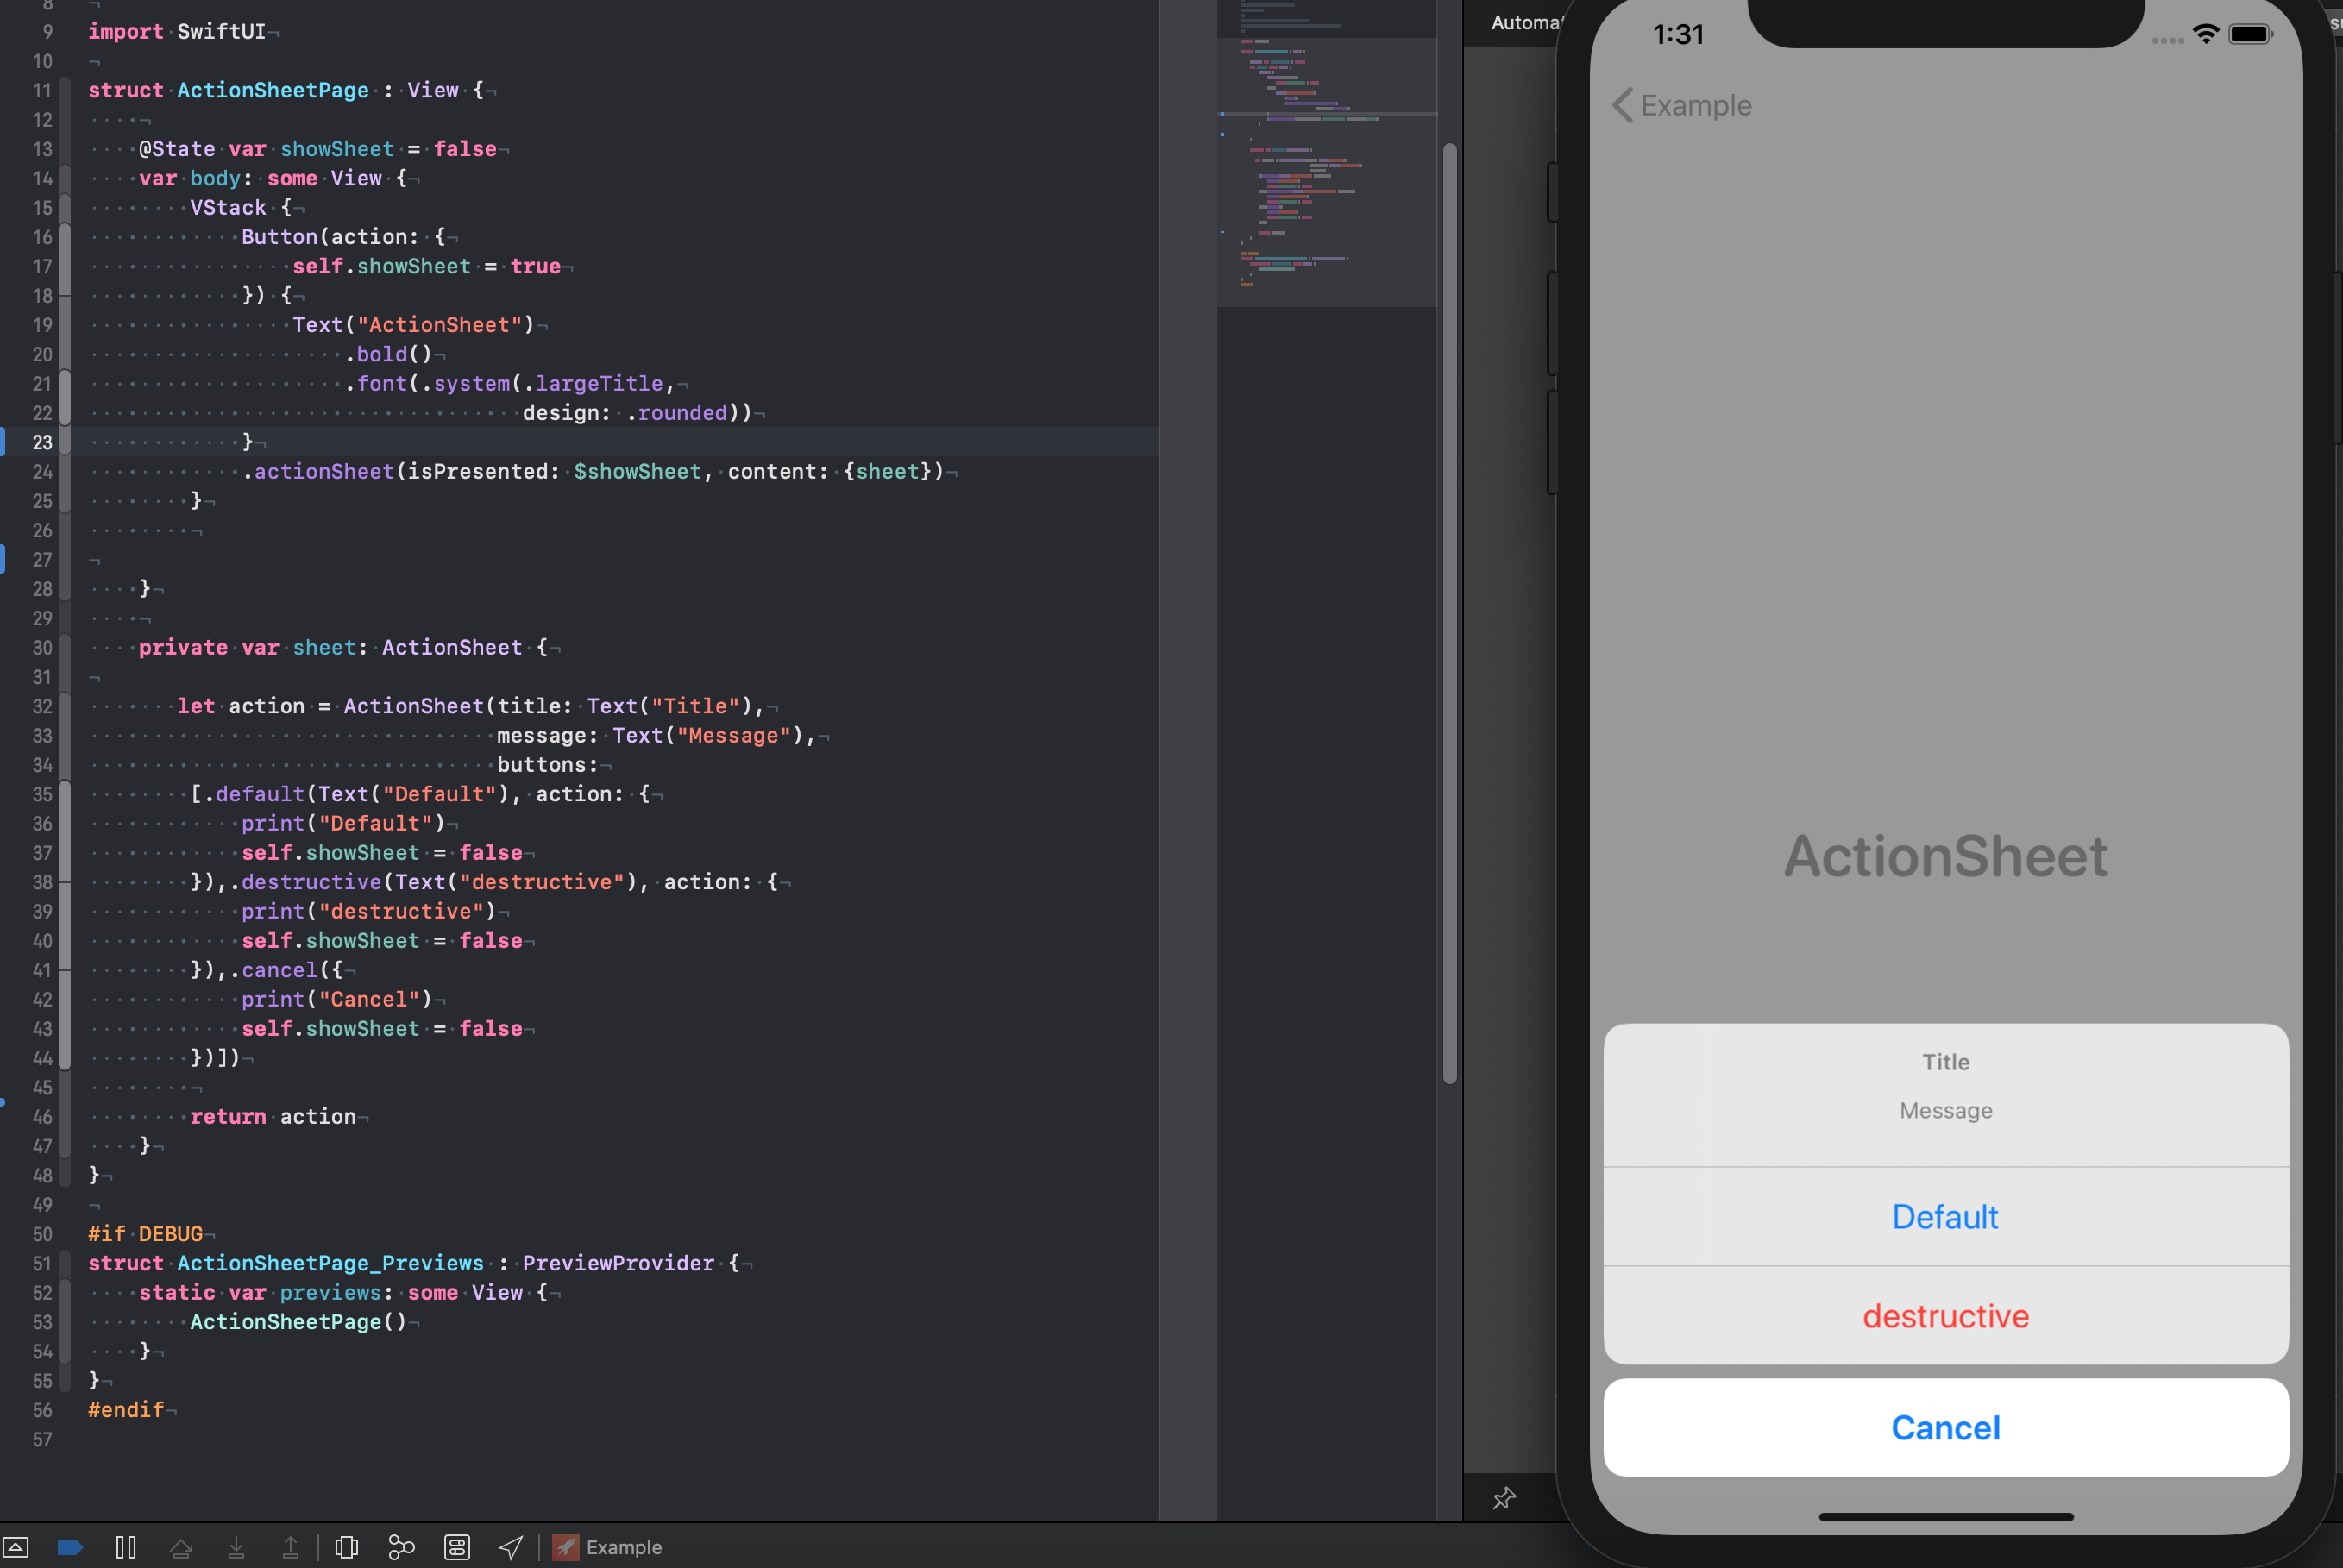 8
9 import SwiftUI
10
11 struct ActionSheetPage : View {
12
13 @State var showSheet = false
14 var body: some View {
15 VStack {
16 Button(action: {
17 self.showSheet = true
18 }) {
19 Text("ActionSheet")
20 .bold()
21 .font(.system(.largeTitle,
22 design: .rounded))
23 }
24 .actionSheet(isPresented: $showSheet, content: {sheet})
25 }
26
27
28 }
29
30 private var sheet: ActionSheet {
31
32 let action = ActionSheet(title: Text("Title"),
33 message: Text("Message"),
34 buttons:
35 [.default(Text("Default"), action: {
36 print("Default")
37 self.showSheet = false
38 }),.destructive(Text("destructive"), action: {
39 print("destructive")
40 self.showSheet = false
41 }),.cancel({
42 print("Cancel")
43 self.showSheet = false
44 })])
45
46 return action
47 }
48 }
49
50 #if DEBUG
51 struct ActionSheetPage_Previews : PreviewProvider {
52 static var previews: some View {
53 ActionSheetPage()
54 }
55 }
56 #endif
57
Example
1:31
Example
ActionSheet
Title
Message
Default
destructive
Cancel